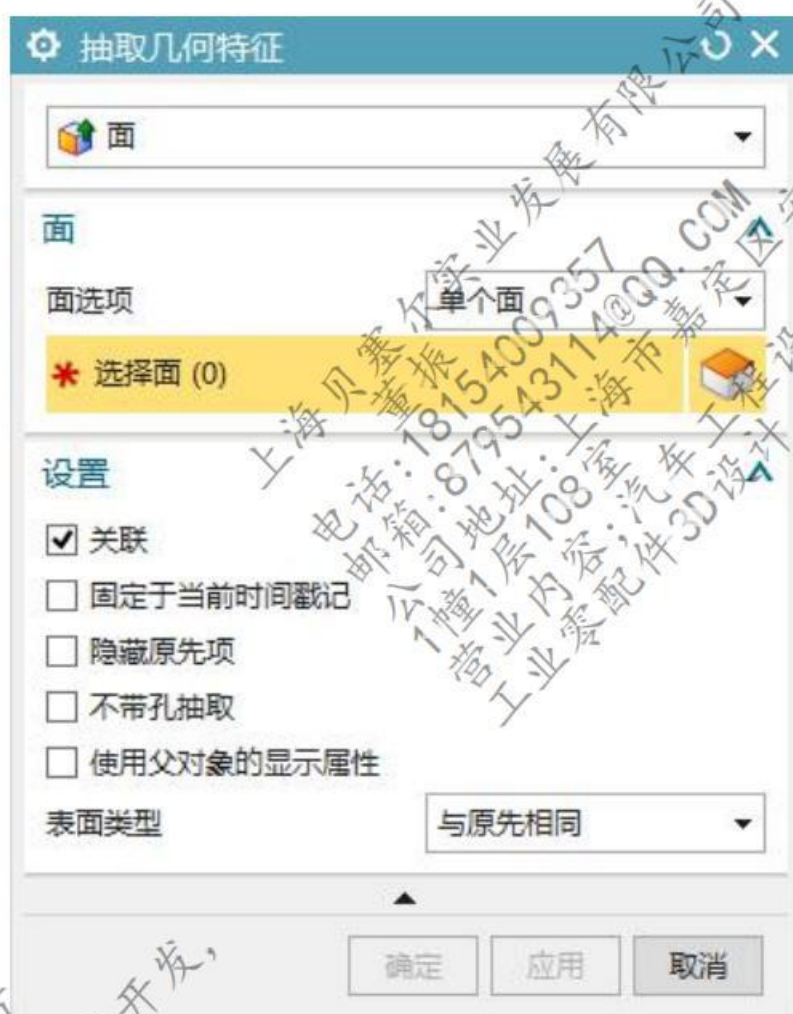 抽取几何特征
面
面
面选项
单个面
* 选择面 (0)
设置
关联
固定于当前时间戳记
隐藏原先项
不带孔抽取
使用父对象的显示属性
表面类型
与原先相同
确定
应用
取消
上海贝塞尔实业发展有限公司
董振
电话:18154009357
邮箱:879543114@QQ.COM
公司地址:上海市嘉定区
1幢1层108室
营业内容:汽车工程设
工业零配件3D设计
开发,